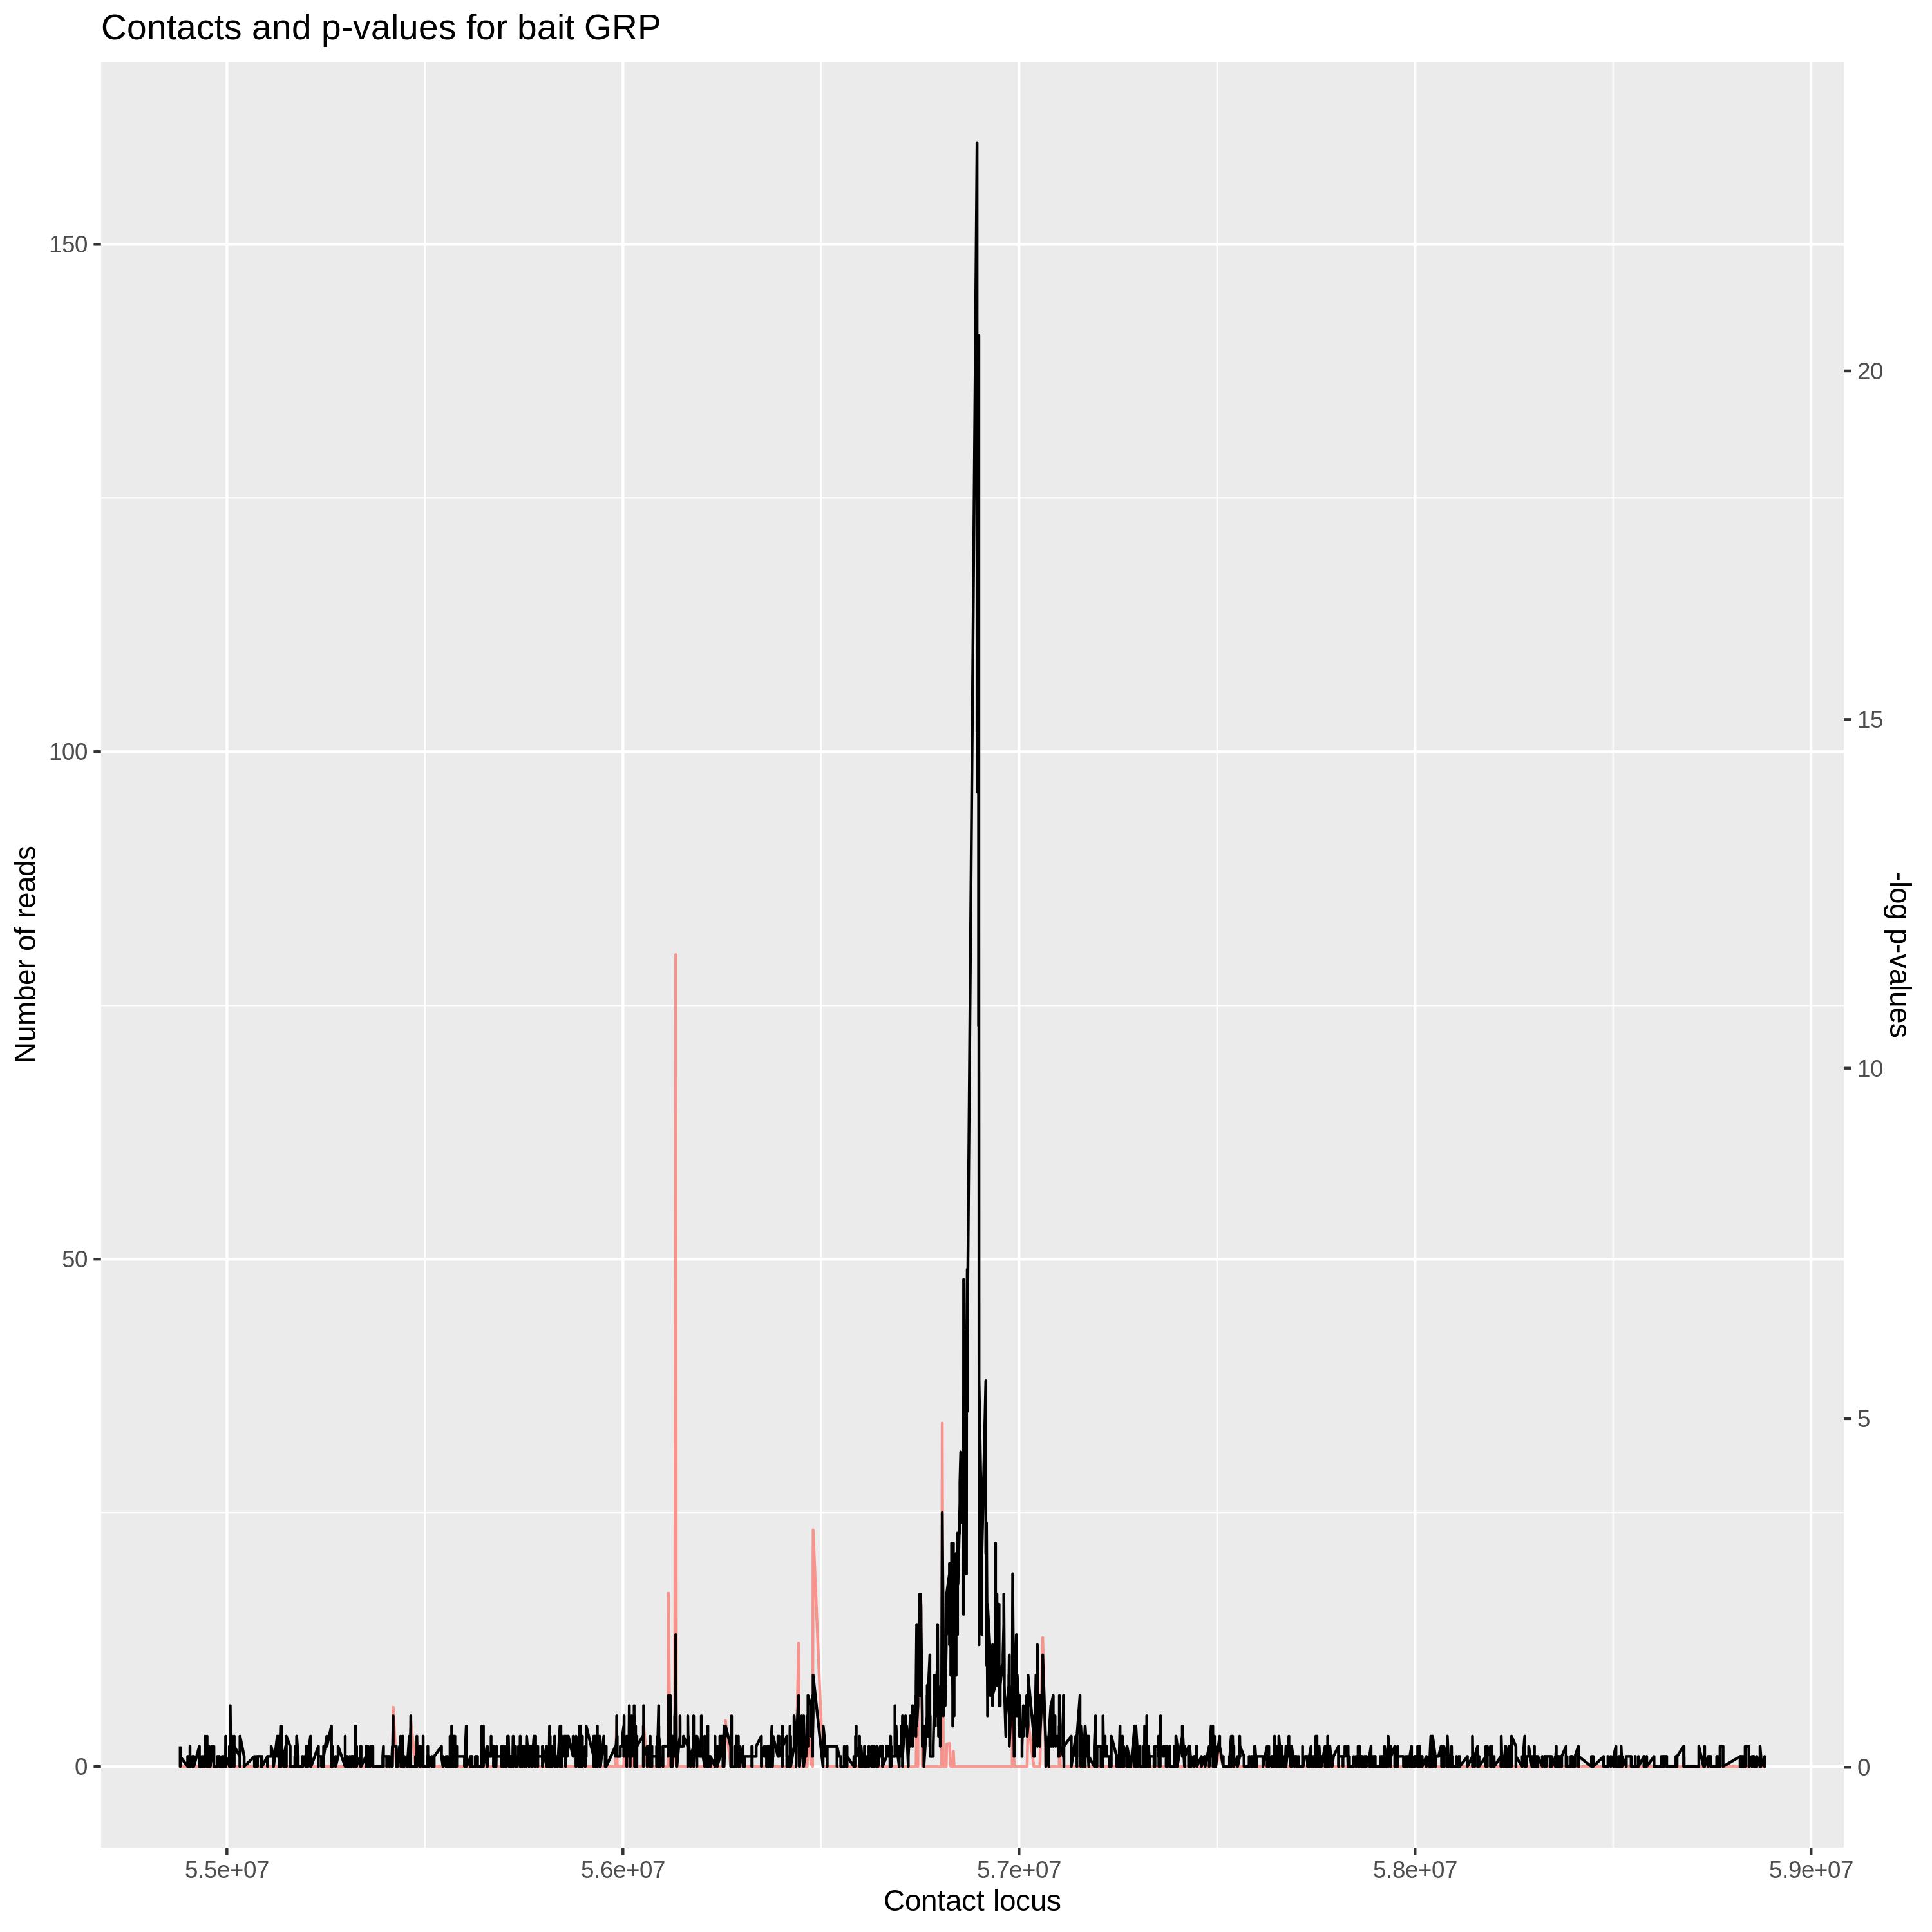 Contacts and p-values for bait GRP
150
100
50
0
Number of reads
20
15
10
5
0
-log p-values
5.5e+07
5.6e+07
5.7e+07
5.8e+07
5.9e+07
Contact locus